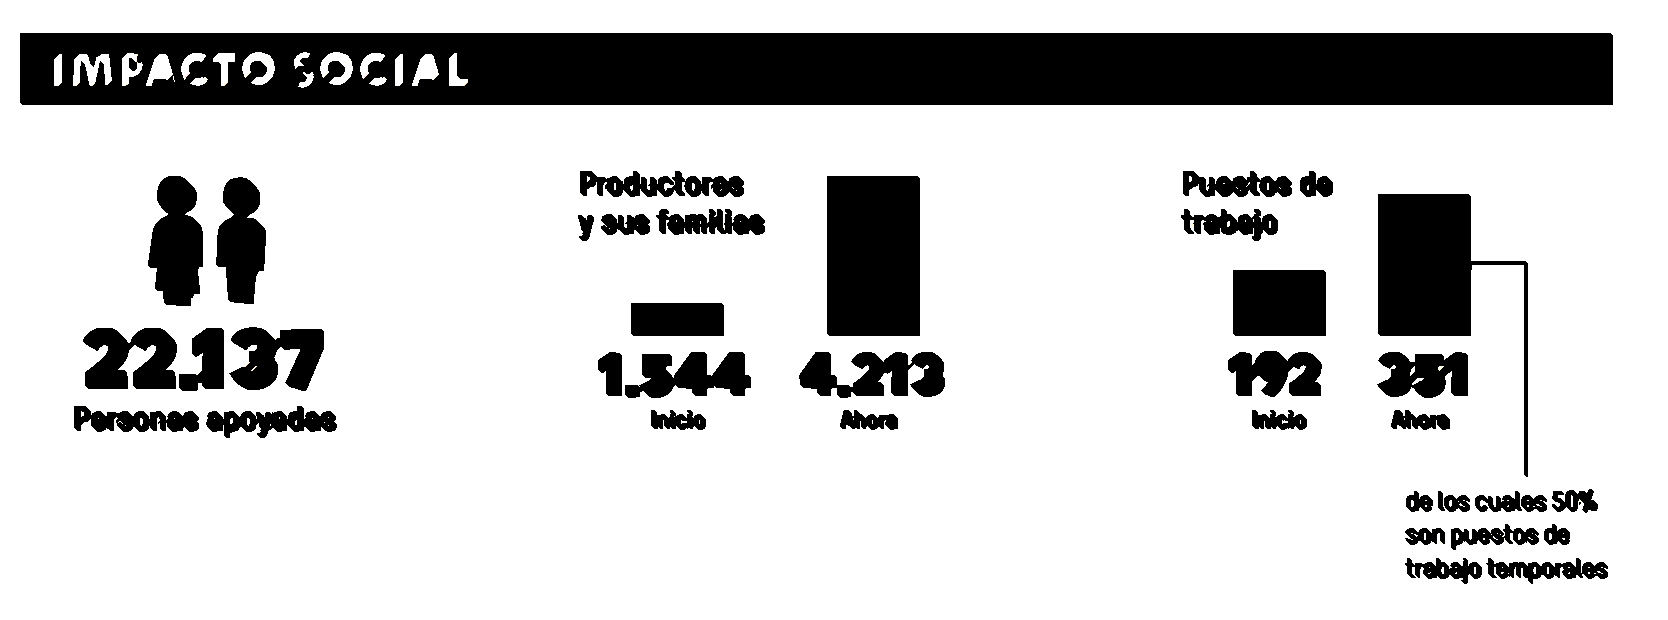 IMPACTO SOCIAL
22.137
Personas apoyadas
Productores
y sus familias
1.544
Inicio
4.213
Ahora
Puestos de
trabajo
192
Inicio
351
Ahora
de los cuales 50%
son puestos de
trabajo temporales